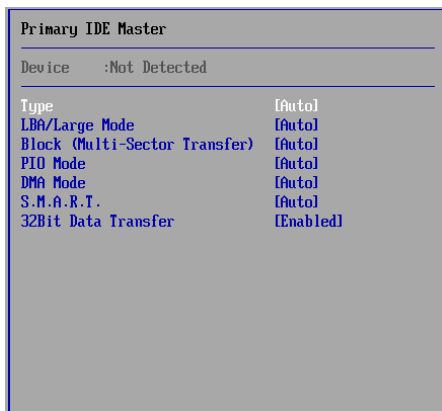 Primary IDE Master
Device :Not Detected
Type [Auto]
LBA/Large Mode [Auto]
Block (Multi-Sector Transfer) [Auto]
PIO Mode [Auto]
DMA Mode [Auto]
S.M.A.R.T. [Auto]
32Bit Data Transfer [Enabled]